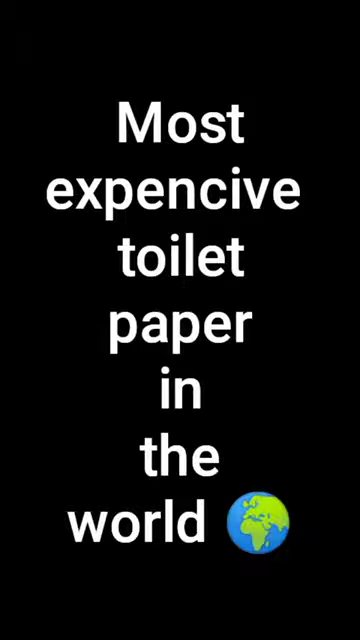 Most
expencive
toilet
paper
in
the
world 🌍